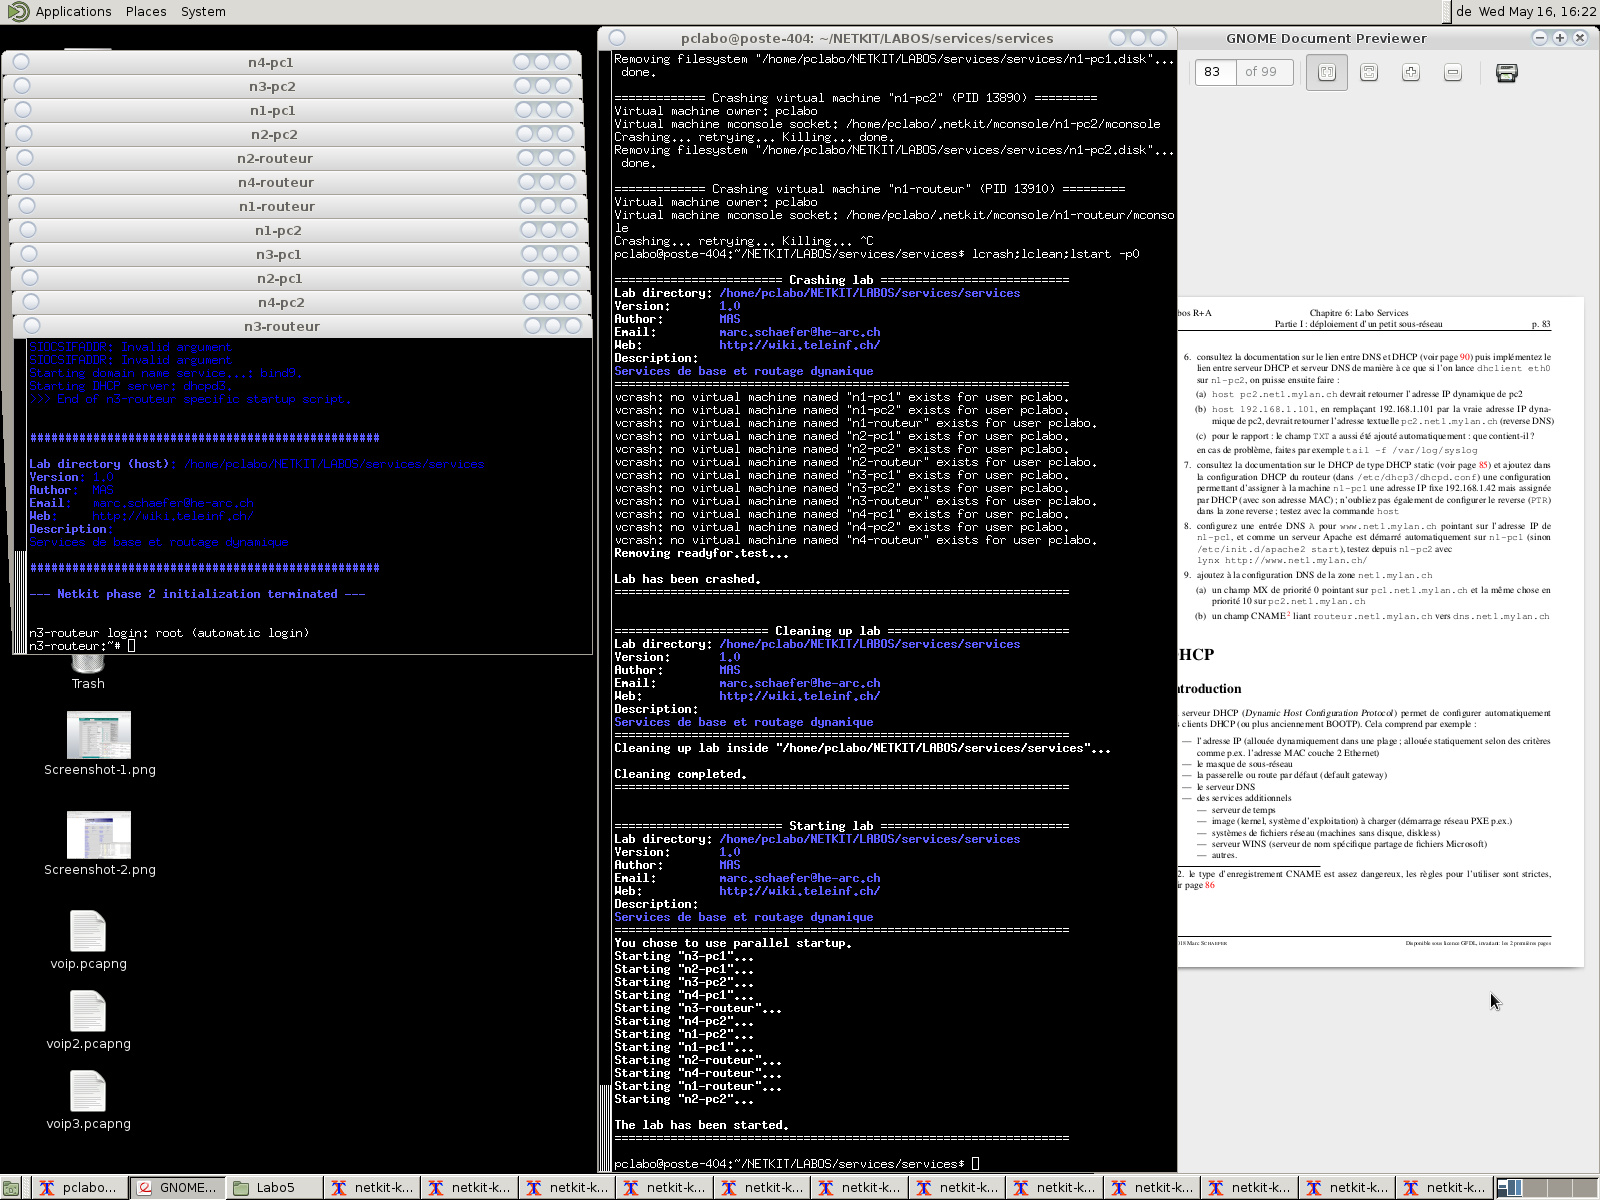 Applications Places System
de Wed May 16, 16:22
n4-pc1
n3-pc2
n1-pc1
n2-pc2
n2-routeur
n4-routeur
n1-routeur
n1-pc2
n3-pc1
n2-pc1
n4-pc2
n3-routeur
SIOCSIFADDR: Invalid argument
SIOCSIFADDR: Invalid argument
Starting domain name service...: bind9.
Starting DHCP server: dhcpd3.
>>> End of n3-routeur specific startup script.
##################################################
Lab directory (host): /home/pclabo/NETKIT/LABOS/services/services
Version: 1.0
Author: MAS
Email: marc.schaefer@he-arc.ch
Web: http://wiki.teleinf.ch/
Description:
Services de base et routage dynamique
##################################################
--- Netkit phase 2 initialization terminated ---
n3-routeur login: root (automatic login)
n3-routeur:~#
Trash
Screenshot-1.png
Screenshot-2.png
voip.pcapng
voip2.pcapng
voip3.pcapng
pclabo@poste-404: ~/NETKIT/LABOS/services/services
Removing filesystem "/home/pclabo/NETKIT/LABOS/services/services/n1-pc1.disk"...
done.
============= Crashing virtual machine "n1-pc2" (PID 13890) =========
Virtual machine owner: pclabo
Virtual machine mconsole socket: /home/pclabo/.netkit/mconsole/n1-pc2/mconsole
Crashing... retrying... Killing... done.
Removing filesystem "/home/pclabo/NETKIT/LABOS/services/services/n1-pc2.disk"...
done.
============= Crashing virtual machine "n1-routeur" (PID 13910) =========
Virtual machine owner: pclabo
Virtual machine mconsole socket: /home/pclabo/.netkit/mconsole/n1-routeur/mconso
le
Crashing... retrying... Killing... ^C
pclabo@poste-404:~/NETKIT/LABOS/services/services$ lcrash;lclean;lstart -p0
======================== Crashing lab ===========================
Lab directory: /home/pclabo/NETKIT/LABOS/services/services
Version: 1.0
Author: MAS
Email: marc.schaefer@he-arc.ch
Web: http://wiki.teleinf.ch/
Description:
Services de base et routage dynamique
=================================================================
vcrash: no virtual machine named "n1-pc1" exists for user pclabo.
vcrash: no virtual machine named "n1-pc2" exists for user pclabo.
vcrash: no virtual machine named "n1-routeur" exists for user pclabo.
vcrash: no virtual machine named "n2-pc1" exists for user pclabo.
vcrash: no virtual machine named "n2-pc2" exists for user pclabo.
vcrash: no virtual machine named "n2-routeur" exists for user pclabo.
vcrash: no virtual machine named "n3-pc1" exists for user pclabo.
vcrash: no virtual machine named "n3-pc2" exists for user pclabo.
vcrash: no virtual machine named "n3-routeur" exists for user pclabo.
vcrash: no virtual machine named "n4-pc1" exists for user pclabo.
vcrash: no virtual machine named "n4-pc2" exists for user pclabo.
vcrash: no virtual machine named "n4-routeur" exists for user pclabo.
Removing readyfor.test...
Lab has been crashed.
=================================================================
====================== Cleaning up lab ==========================
Lab directory: /home/pclabo/NETKIT/LABOS/services/services
Version: 1.0
Author: MAS
Email: marc.schaefer@he-arc.ch
Web: http://wiki.teleinf.ch/
Description:
Services de base et routage dynamique
=================================================================
Cleaning up lab inside "/home/pclabo/NETKIT/LABOS/services/services"...
Cleaning completed.
=================================================================
======================== Starting lab ===========================
Lab directory: /home/pclabo/NETKIT/LABOS/services/services
Version: 1.0
Author: MAS
Email: marc.schaefer@he-arc.ch
Web: http://wiki.teleinf.ch/
Description:
Services de base et routage dynamique
=================================================================
You chose to use parallel startup.
Starting "n3-pc1"...
Starting "n2-pc1"...
Starting "n3-pc2"...
Starting "n4-pc1"...
Starting "n3-routeur"...
Starting "n4-pc2"...
Starting "n1-pc2"...
Starting "n1-pc1"...
Starting "n2-routeur"...
Starting "n4-routeur"...
Starting "n1-routeur"...
Starting "n2-pc2"...
The lab has been started.
=================================================================
pclabo@poste-404:~/NETKIT/LABOS/services/services$
GNOME Document Previewer
83 of 99
bos R+A Chapitre 6: Labo Services
Partie I : déploiement d'un petit sous-réseau p. 83
6. consultez la documentation sur le lien entre DNS et DHCP (voir page 90) puis implémentez le
lien entre serveur DHCP et serveur DNS de manière à ce que si l'on lance dhclient eth0
sur n1-pc2, on puisse ensuite faire :
(a) host pc2.net1.mylan.ch devrait retourner l'adresse IP dynamique de pc2
(b) host 192.168.1.101, en remplaçant 192.168.1.101 par la vraie adresse IP dyna-
mique de pc2, devrait retourner l'adresse textuelle pc2.net1.mylan.ch (reverse DNS)
(c) pour le rapport : le champ TXT a aussi été ajouté automatiquement : que contient-il ?
en cas de problème, faites par exemple tail -f /var/log/syslog
7. consultez la documentation sur le DHCP de type DHCP static (voir page 85) et ajoutez dans
la configuration DHCP du routeur (dans /etc/dhcp3/dhcpd.conf) une configuration
permettant d'assigner à la machine n1-pc1 une adresse IP fixe 192.168.1.42 mais assignée
par DHCP (avec son adresse MAC) ; n'oubliez pas également de configurer le reverse (PTR)
dans la zone reverse ; testez avec la commande host
8. configurez une entrée DNS A pour www.net1.mylan.ch pointant sur l'adresse IP de
n1-pc1, et comme un serveur Apache est démarré automatiquement sur n1-pc1 (sinon
/etc/init.d/apache2 start), testez depuis n1-pc2 avec
lynx http://www.net1.mylan.ch/
9. ajoutez à la configuration DNS de la zone net1.mylan.ch
(a) un champ MX de priorité 0 pointant sur pc1.net1.mylan.ch et la même chose en
priorité 10 sur pc2.net1.mylan.ch
(b) un champ CNAME2 liant routeur.net1.mylan.ch vers dns.net1.mylan.ch
HCP
ntroduction
serveur DHCP (Dynamic Host Configuration Protocol) permet de configurer automatiquement
s clients DHCP (ou plus anciennement BOOTP). Cela comprend par exemple :
— l'adresse IP (allouée dynamiquement dans une plage ; allouée statiquement selon des critères
comme p.ex. l'adresse MAC couche 2 Ethernet)
— le masque de sous-réseau
— la passerelle ou route par défaut (default gateway)
— le serveur DNS
— des services additionnels
— serveur de temps
— image (kernel, système d'exploitation) à charger (démarrage réseau PXE p.ex.)
— systèmes de fichiers réseau (machines sans disque, diskless)
— serveur WINS (serveur de nom spécifique partage de fichiers Microsoft)
— autres.
2. le type d'enregistrement CNAME est assez dangereux, les règles pour l'utiliser sont strictes,
ir page 86
018 Marc SCHAEFER Disponible sous licence GFDL, invariant: les 2 premières pages
pclabo... GNOME... Labo5 netkit-k... netkit-k... netkit-k... netkit-k... netkit-k... netkit-k... netkit-k... netkit-k... netkit-k... netkit-k... netkit-k... netkit-k...